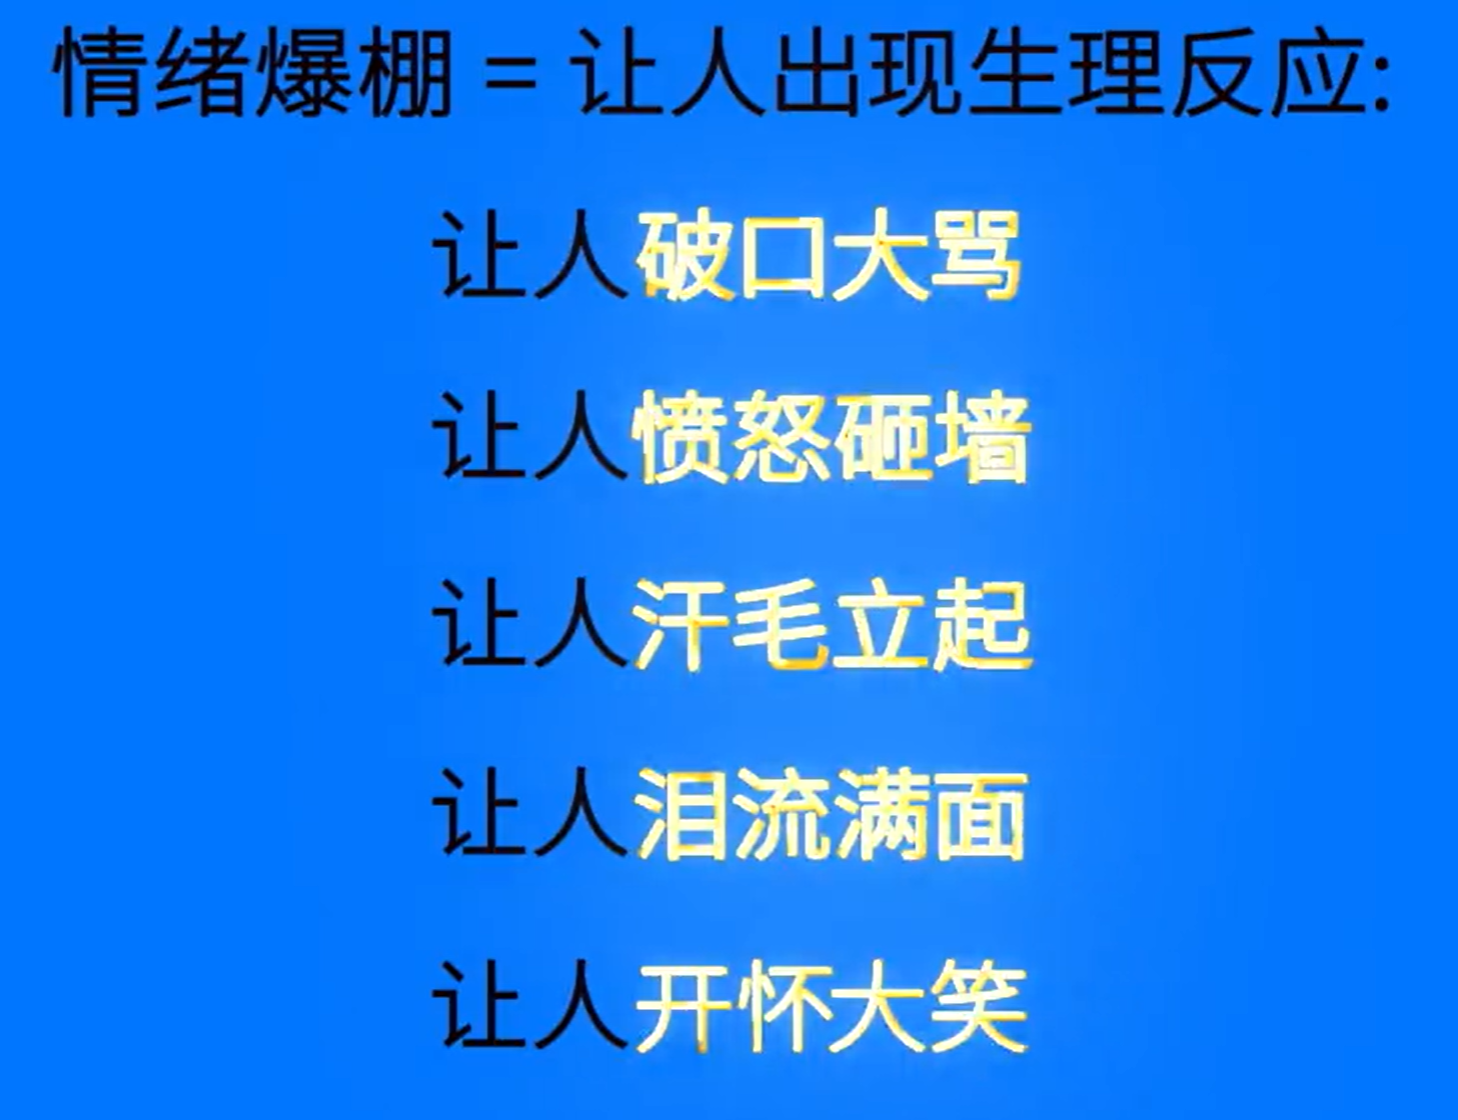 情绪爆棚 = 让人出现生理反应:
让人破口大骂
让人愤怒砸墙
让人汗毛立起
让人泪流满面
让人开怀大笑